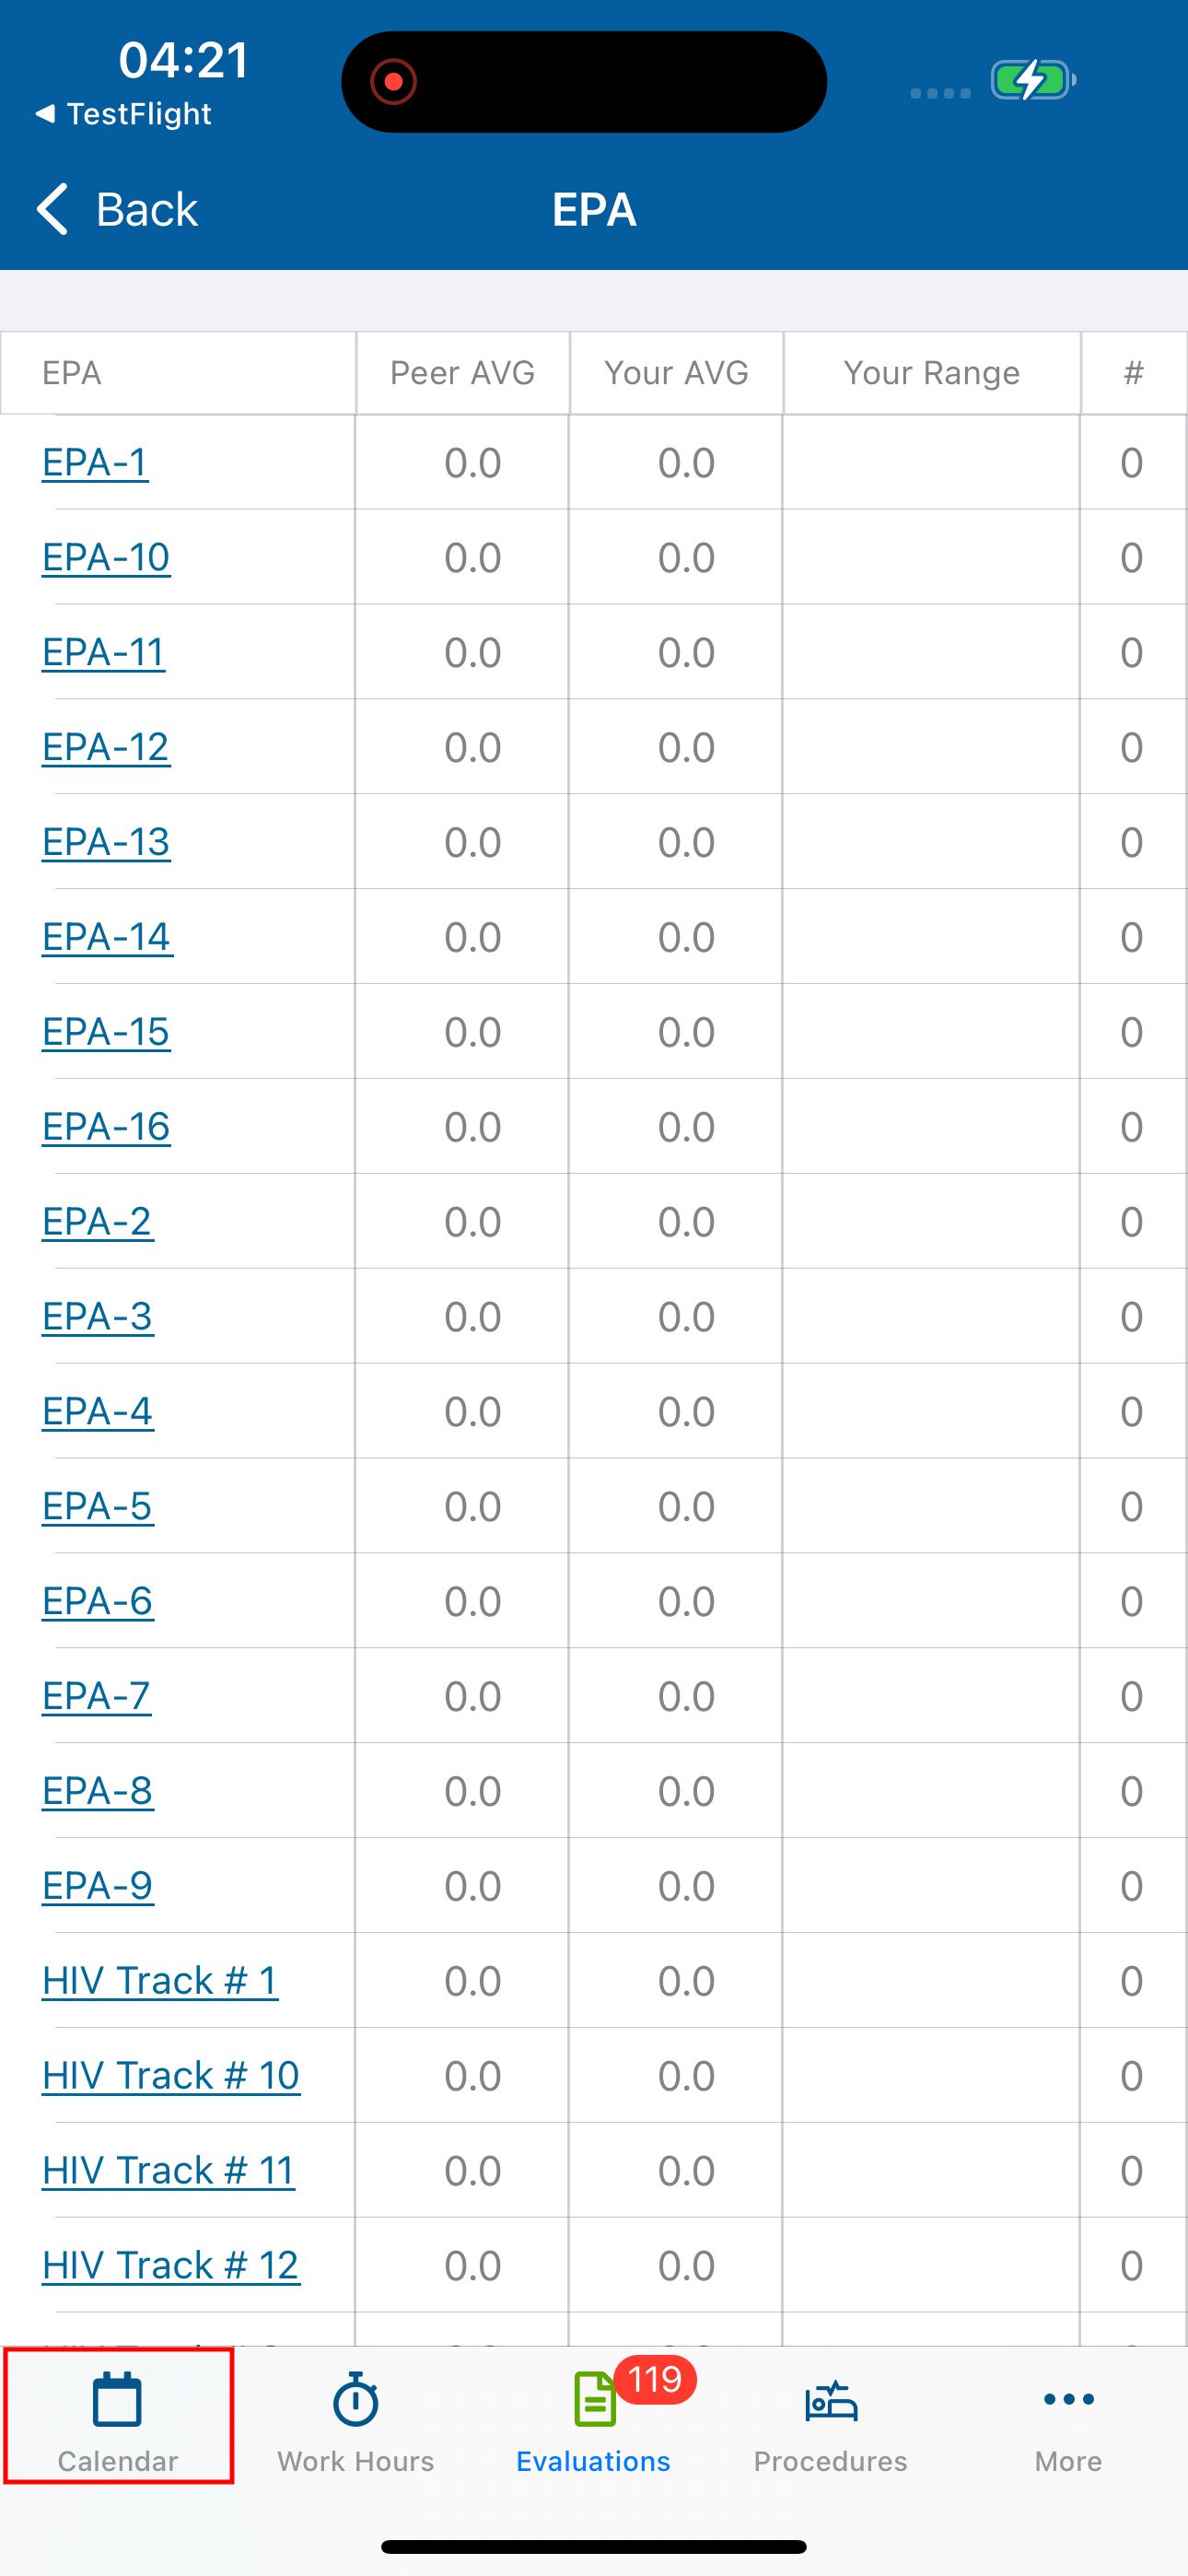 04:21
◀ TestFlight
Back EPA
EPA Peer AVG Your AVG Your Range #
EPA-1 0.0 0.0 0
EPA-10 0.0 0.0 0
EPA-11 0.0 0.0 0
EPA-12 0.0 0.0 0
EPA-13 0.0 0.0 0
EPA-14 0.0 0.0 0
EPA-15 0.0 0.0 0
EPA-16 0.0 0.0 0
EPA-2 0.0 0.0 0
EPA-3 0.0 0.0 0
EPA-4 0.0 0.0 0
EPA-5 0.0 0.0 0
EPA-6 0.0 0.0 0
EPA-7 0.0 0.0 0
EPA-8 0.0 0.0 0
EPA-9 0.0 0.0 0
HIV Track # 1 0.0 0.0 0
HIV Track # 10 0.0 0.0 0
HIV Track # 11 0.0 0.0 0
HIV Track # 12 0.0 0.0 0
119
Calendar Work Hours Evaluations Procedures More